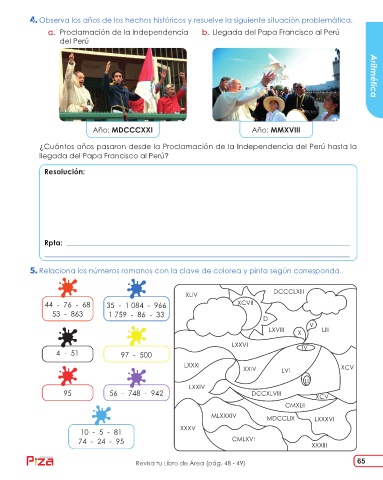 4. Observa los años de los hechos históricos y resuelve la siguiente situación problemática.
a. Proclamación de la Independencia del Perú
b. Llegada del Papa Francisco al Perú
Año: MDCCCXXI
Año: MMXVIII
Aritmética
¿Cuántos años pasaron desde la Proclamación de la Independencia del Perú hasta la
llegada del Papa Francisco al Perú?
Resolución:
Rpta:
5. Relaciona los números romanos con la clave de colorea y pinta según corresponda.
44 - 76 - 68
53 - 863
35 - 1 084 - 966
1 759 - 86 - 33
4 - 51
97 - 500
95
56 - 748 - 942
10 - 5 - 81
74 - 24 - 95
XLIV
DCCCLXIII
XCVII
D
LXVIII
X
V
LIII
LXXVI
IV
LXXXI
XXIV
LVI
XCV
LI
LXXIV
DCCXLVIII
XCV
CMXLII
MLXXXIV
MDCCLIX
LXXXVI
XXXV
CMLXVI
XXXIII
Piza
Revisa tu Libro de Área (pág. 48 - 49)
65